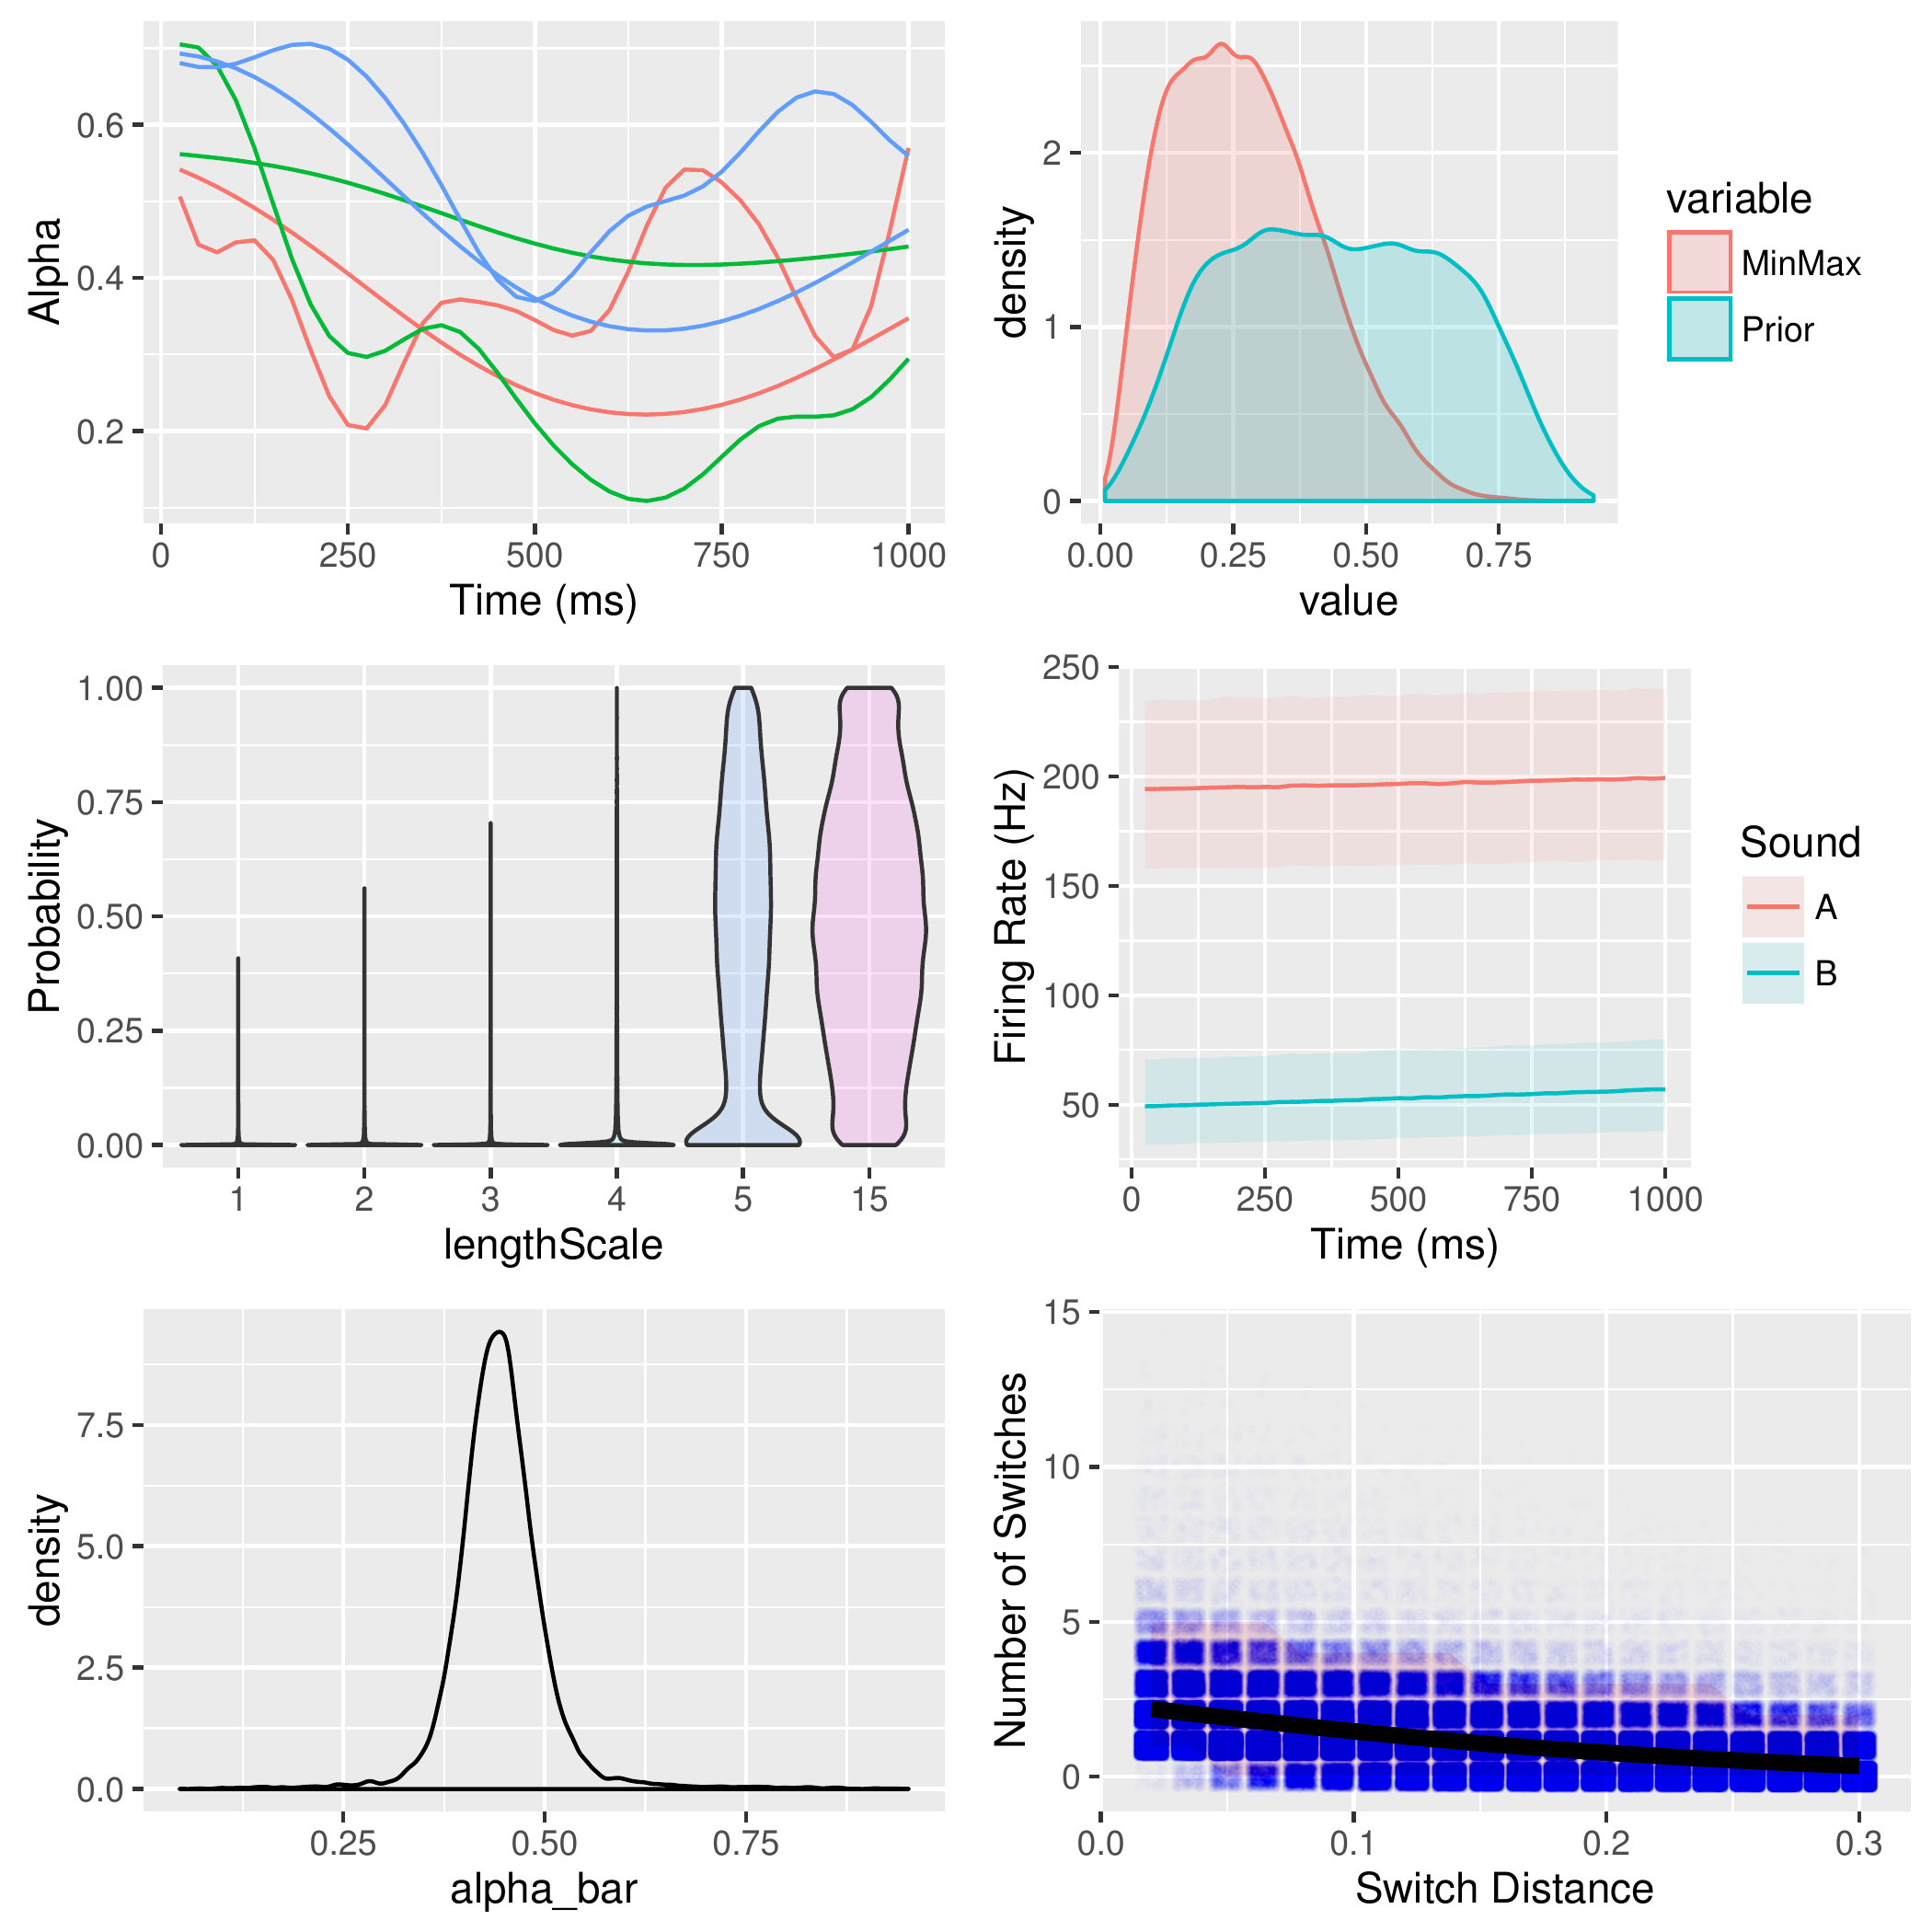 Alpha
0.6
0.4
0.2
0
250
500
750
1000
Time (ms)
density
2
1
0
0.00
0.25
0.50
0.75
value
variable
MinMax
Prior
Probability
1.00
0.75
0.50
0.25
0.00
1
2
3
4
5
15
lengthScale
Firing Rate (Hz)
250
200
150
100
50
0
250
500
750
1000
Time (ms)
Sound
A
B
density
7.5
5.0
2.5
0.0
0.25
0.50
0.75
alpha_bar
Number of Switches
15
10
5
0
0.0
0.1
0.2
0.3
Switch Distance